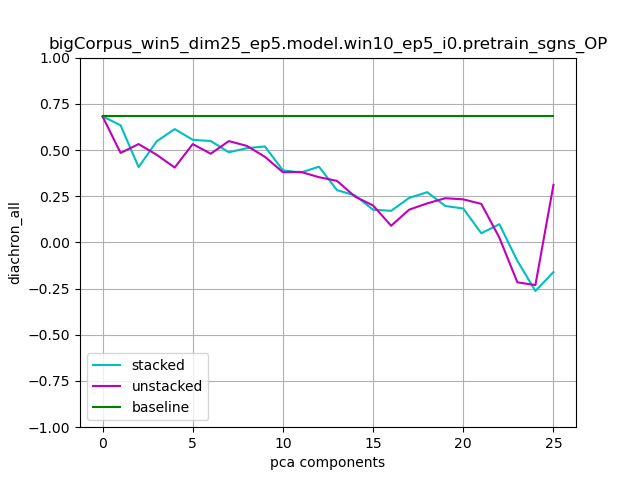 bigCorpus_win5_dim25_ep5.model.win10_ep5_i0.pretrain_sgns_OP
1.00
0.75
0.50
0.25
0.00
−0.25
−0.50
−0.75
−1.00
diachron_all
stacked
unstacked
baseline
0 5 10 15 20 25
pca components